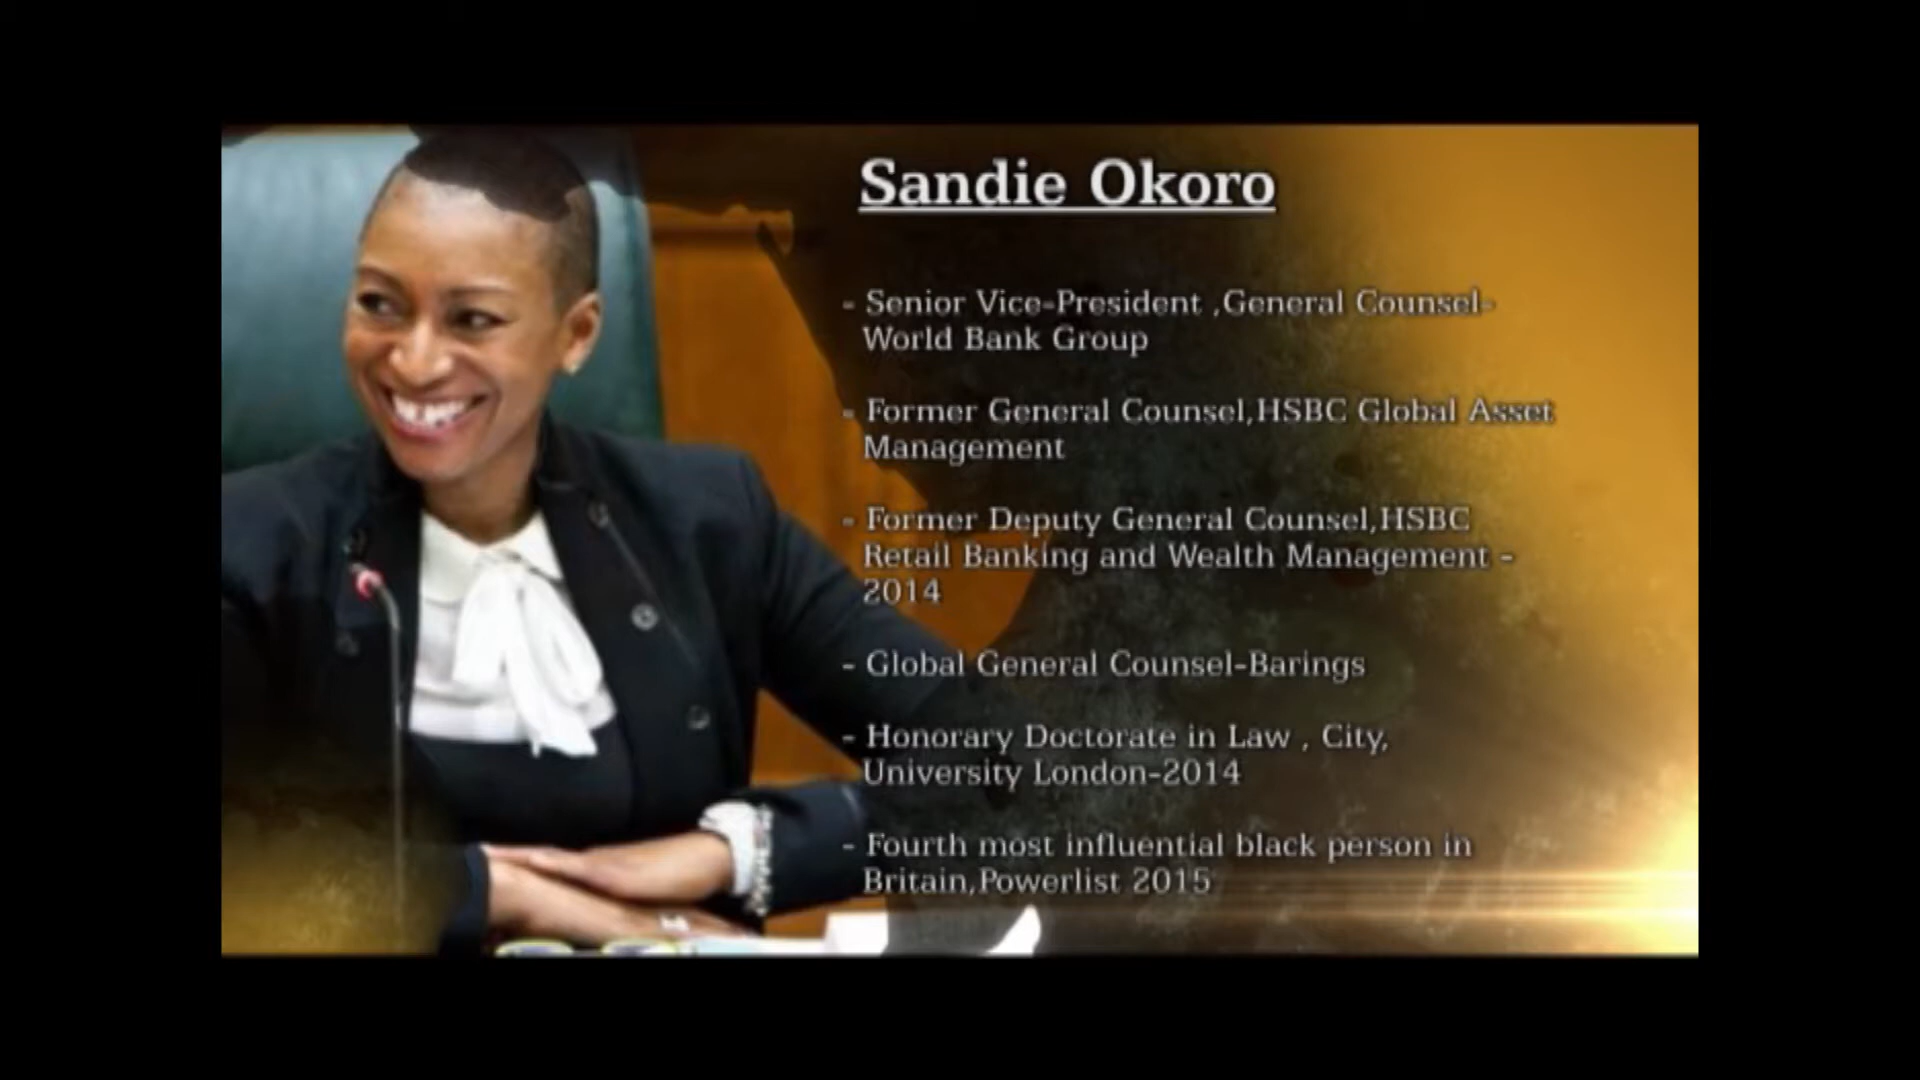 Sandie Okoro
- Senior Vice-President ,General Counsel-
World Bank Group
- Former General Counsel,HSBC Global Asset
Management
- Former Deputy General Counsel,HSBC
Retail Banking and Wealth Management -
2014
- Global General Counsel-Barings
- Honorary Doctorate in Law , City,
University London-2014
- Fourth most influential black person in
Britain,Powerlist 2015